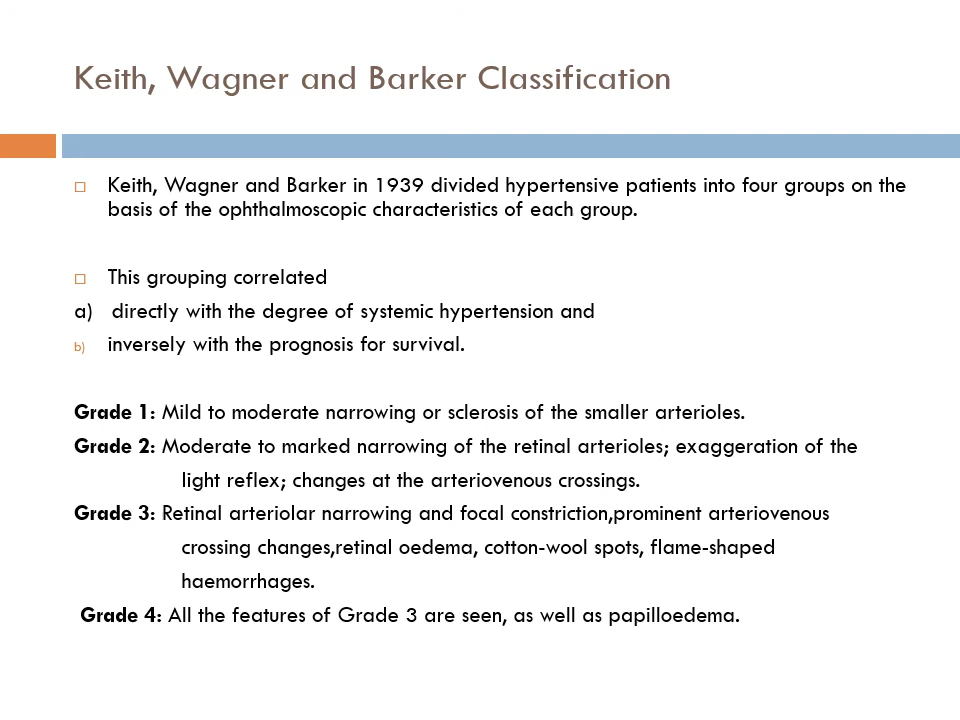 Keith, Wagner and Barker Classification
Keith, Wagner and Barker in 1939 divided hypertensive patients into four groups on the
basis of the ophthalmoscopic characteristics of each group.
This grouping correlated
a) directly with the degree of systemic hypertension and
b) inversely with the prognosis for survival.
Grade 1: Mild to moderate narrowing or sclerosis of the smaller arterioles.
Grade 2: Moderate to marked narrowing of the retinal arterioles; exaggeration of the
light reflex; changes at the arteriovenous crossings.
Grade 3: Retinal arteriolar narrowing and focal constriction,prominent arteriovenous
crossing changes,retinal oedema, cotton-wool spots, flame-shaped
haemorrhages.
Grade 4: All the features of Grade 3 are seen, as well as papilloedema.